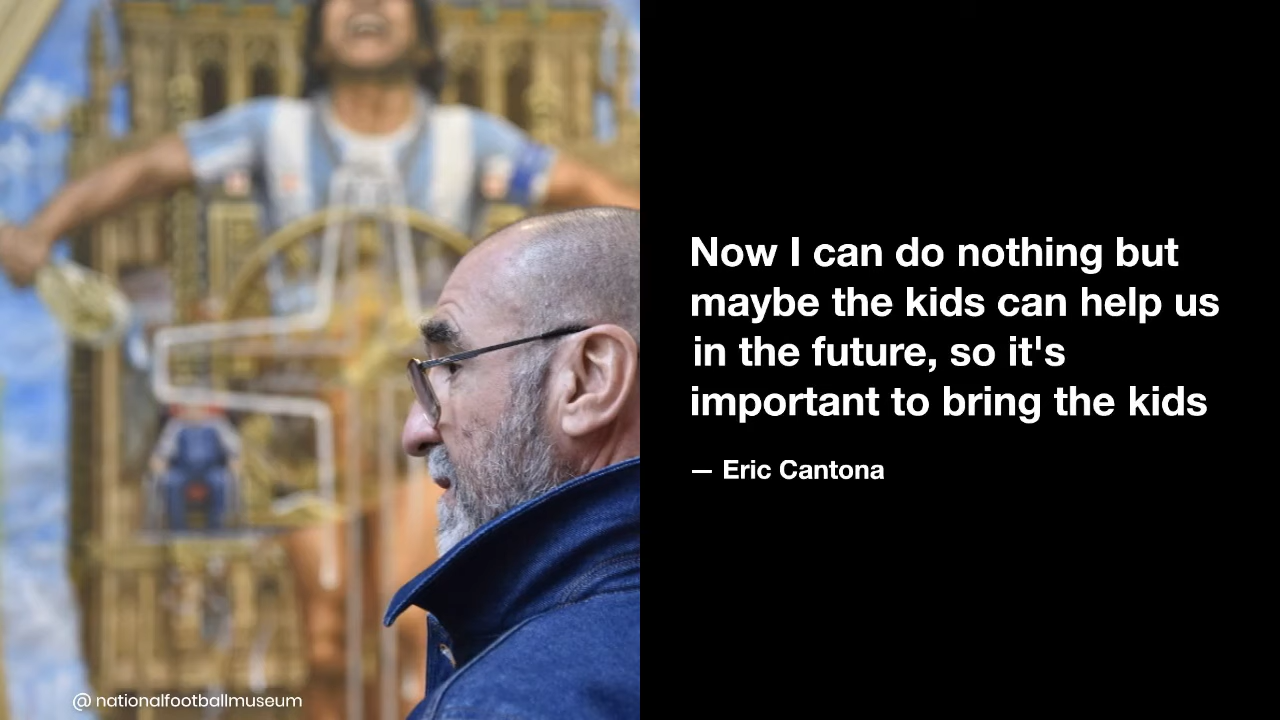 Now I can do nothing but
maybe the kids can help us
in the future, so it's
important to bring the kids
— Eric Cantona
@nationalfootballmuseum